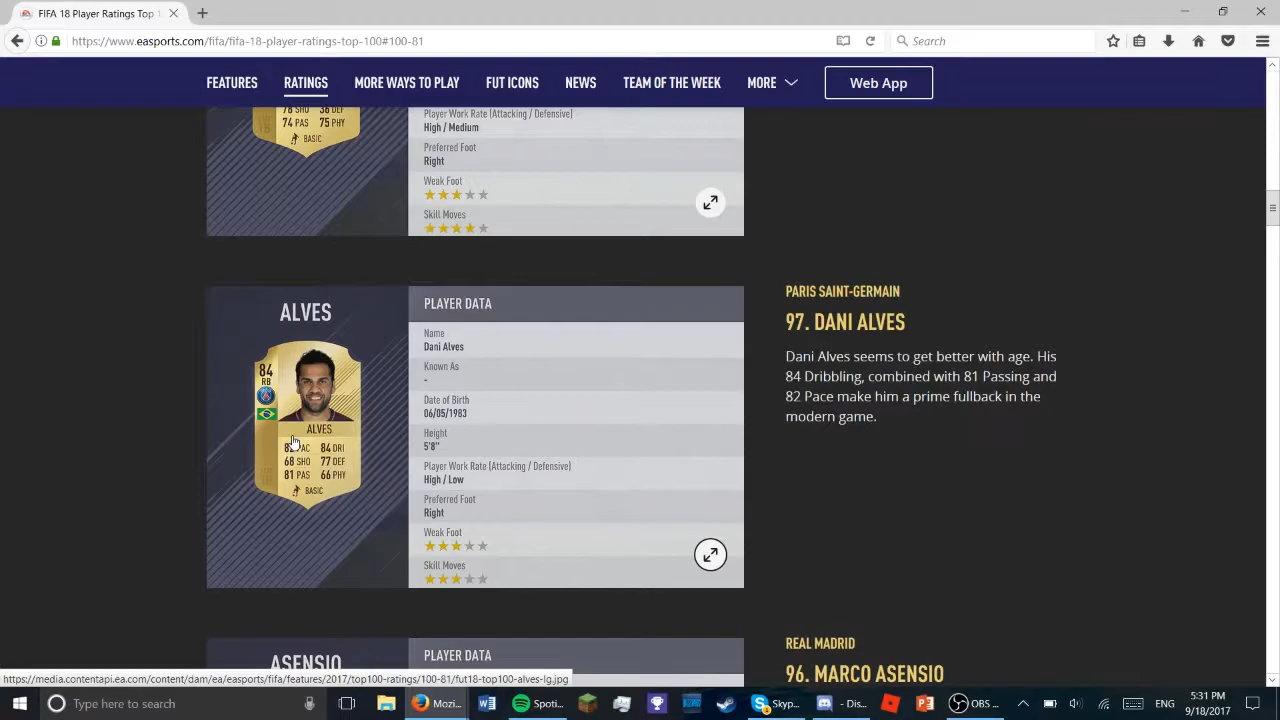 FIFA 18 Player Ratings Top 1
https://www.easports.com/fifa/fifa-18-player-ratings-top-100#100-81
Search
FEATURES
RATINGS
MORE WAYS TO PLAY
FUT ICONS
NEWS
TEAM OF THE WEEK
MORE
Web App
78 SHO 36 DEF
74 PAS 75 PHY
BASIC
Player Work Rate (Attacking / Defensive)
High / Medium
Preferred Foot
Right
Weak Foot
Skill Moves
ALVES
84
RB
ALVES
PAC 84 DRI
68 SHO 77 DEF
81 PAS 66 PHY
BASIC
PLAYER DATA
Name
Dani Alves
Known As
-
Date of Birth
06/05/1983
Height
5'8"
Player Work Rate (Attacking / Defensive)
High / Low
Preferred Foot
Right
Weak Foot
Skill Moves
PARIS SAINT-GERMAIN
97. DANI ALVES
Dani Alves seems to get better with age. His
84 Dribbling, combined with 81 Passing and
82 Pace make him a prime fullback in the
modern game.
ASENSIO
PLAYER DATA
REAL MADRID
96. MARCO ASENSIO
https://media.contentapi.ea.com/content/dam/ea/easports/fifa/features/2017/top100-ratings/100-81/fut18-top100-alves-lg.jpg
Type here to search
Mozi...
Spoti...
Skyp...
- Dis...
OBS ...
5:31 PM
9/18/2017